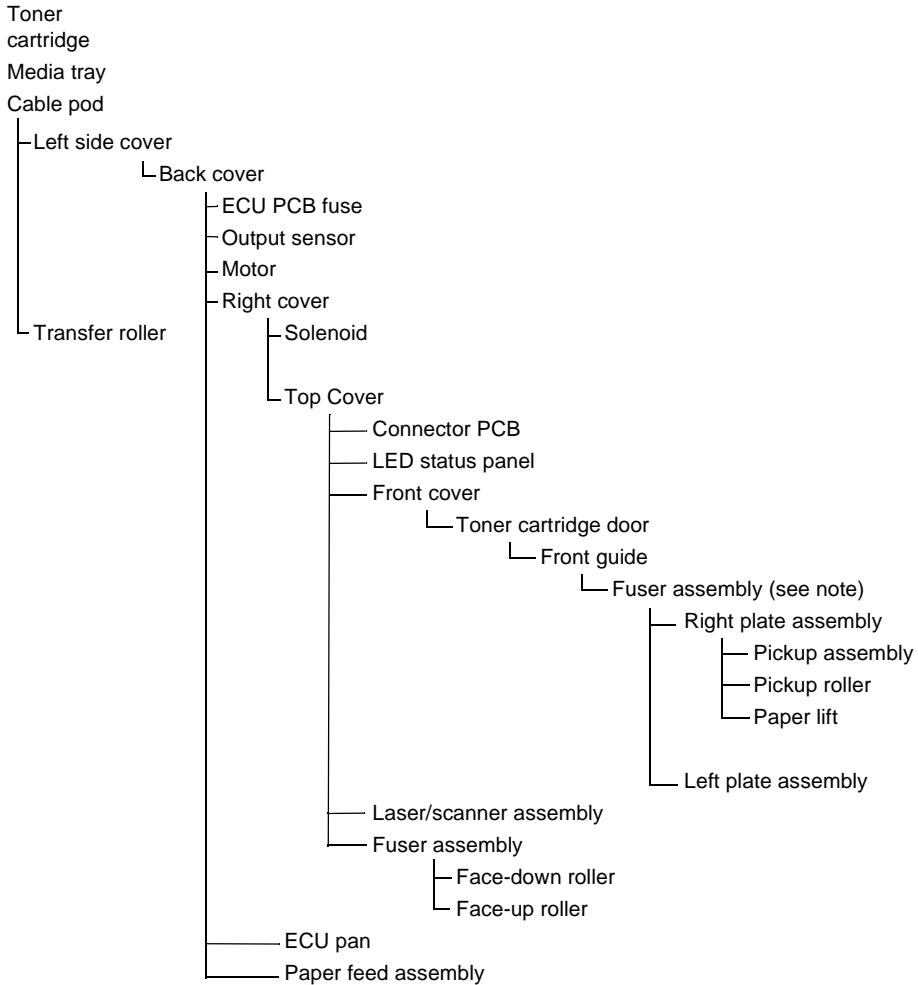 Toner
cartridge
Media tray
Cable pod
Left side cover
Back cover
ECU PCB fuse
Output sensor
Motor
Right cover
Transfer roller
Solenoid
Top Cover
Connector PCB
LED status panel
Front cover
Toner cartridge door
Front guide
Fuser assembly (see note)
Right plate assembly
Pickup assembly
Pickup roller
Paper lift
Left plate assembly
Laser/scanner assembly
Fuser assembly
Face-down roller
Face-up roller
ECU pan
Paper feed assembly